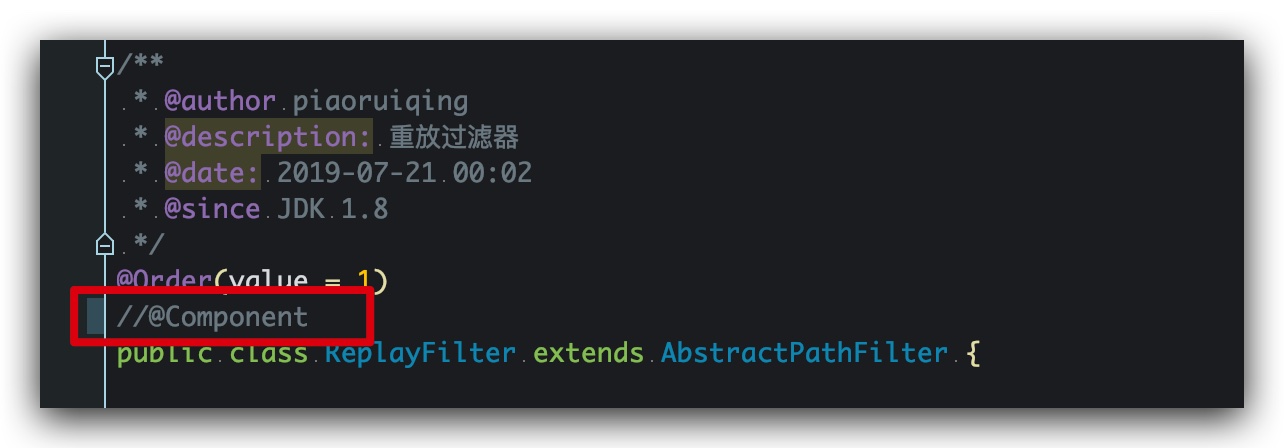 /**
 * @author piaoruiqing
 * @description: 重放过滤器
 * @date: 2019-07-21 00:02
 * @since JDK 1.8
 */
@Order(value = 1)
//@Component
public class ReplayFilter extends AbstractPathFilter {